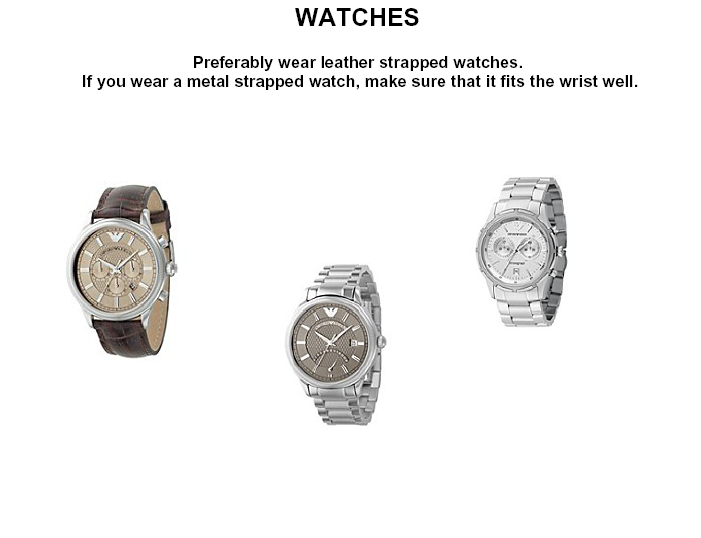 WATCHES
Preferably wear leather strapped watches.
If you wear a metal strapped watch, make sure that it fits the wrist well.